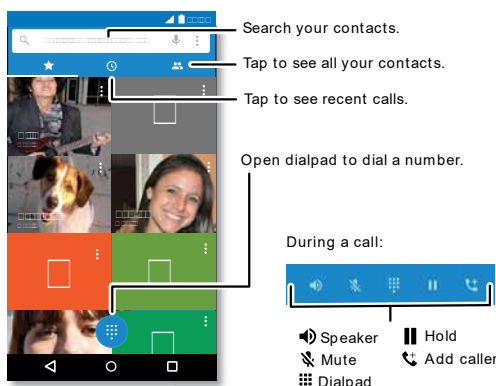 Search your contacts.
Tap to see all your contacts.
Tap to see recent calls.
Open dialpad to dial a number.
During a call:
Speaker
Hold
Mute
Add caller
Dialpad